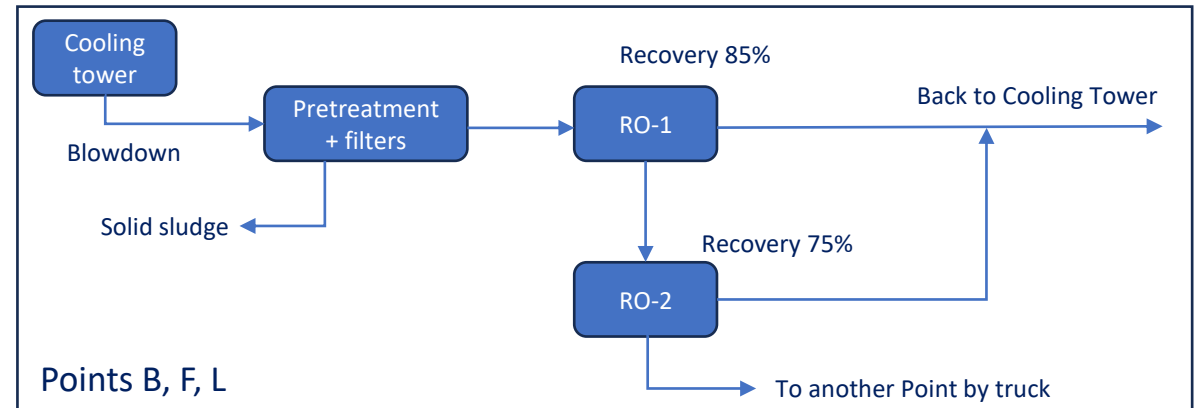 Cooling
tower
Recovery 85%
Back to Cooling Tower
Pretreatment
+ filters
RO-1
Blowdown
Solid sludge
Recovery 75%
RO-2
Points B, F, L
To another Point by truck